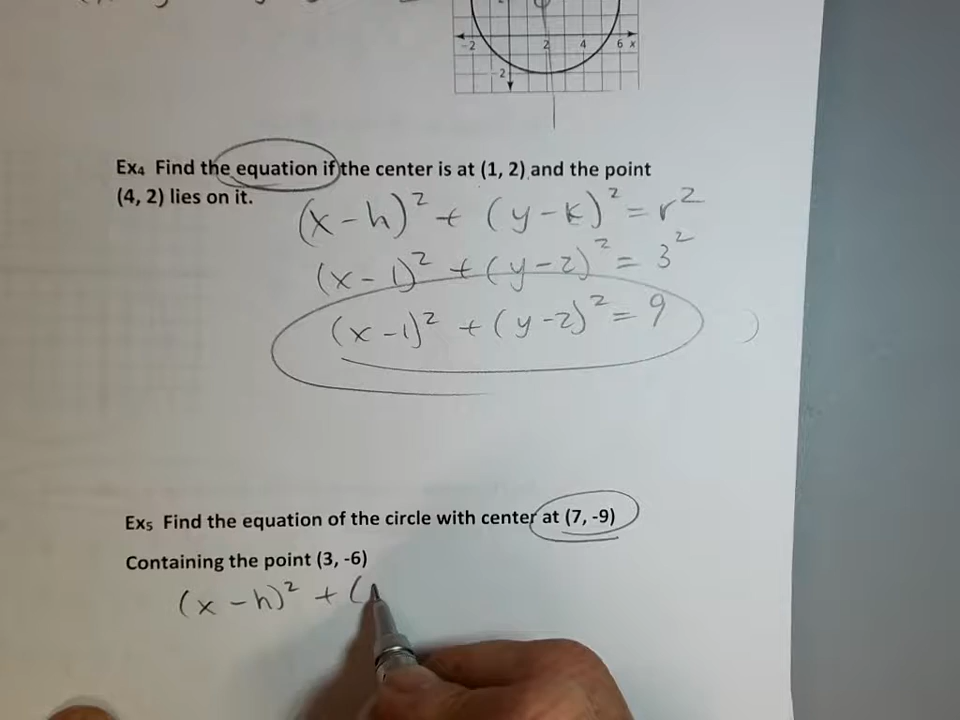 2
-2 2 4 6 x
-2
Ex4 Find the equation if the center is at (1, 2) and the point
(4, 2) lies on it.
(x-h)² + (y-k)² = r²
(x-1)² + (y-2)² = 3²
(x-1)² + (y-2)² = 9
Ex5 Find the equation of the circle with center at (7, -9)
Containing the point (3, -6)
(x-h)² + (